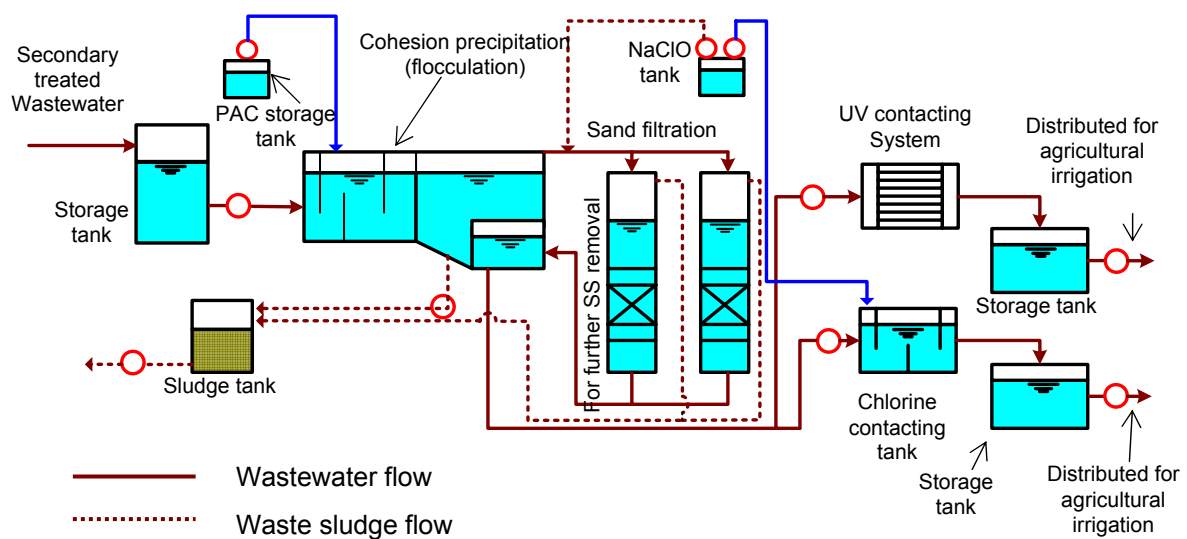 Secondary
treated
Wastewater
PAC storage
tank
Cohesion precipitation
(flocculation)
NaClO
tank
Sand filtration
UV contacting
System
Distributed for
agricultural
irrigation
Storage
tank
For further SS removal
Storage tank
Sludge tank
Chlorine
contacting
tank
Storage
tank
Distributed for
agricultural
irrigation
Wastewater flow
Waste sludge flow